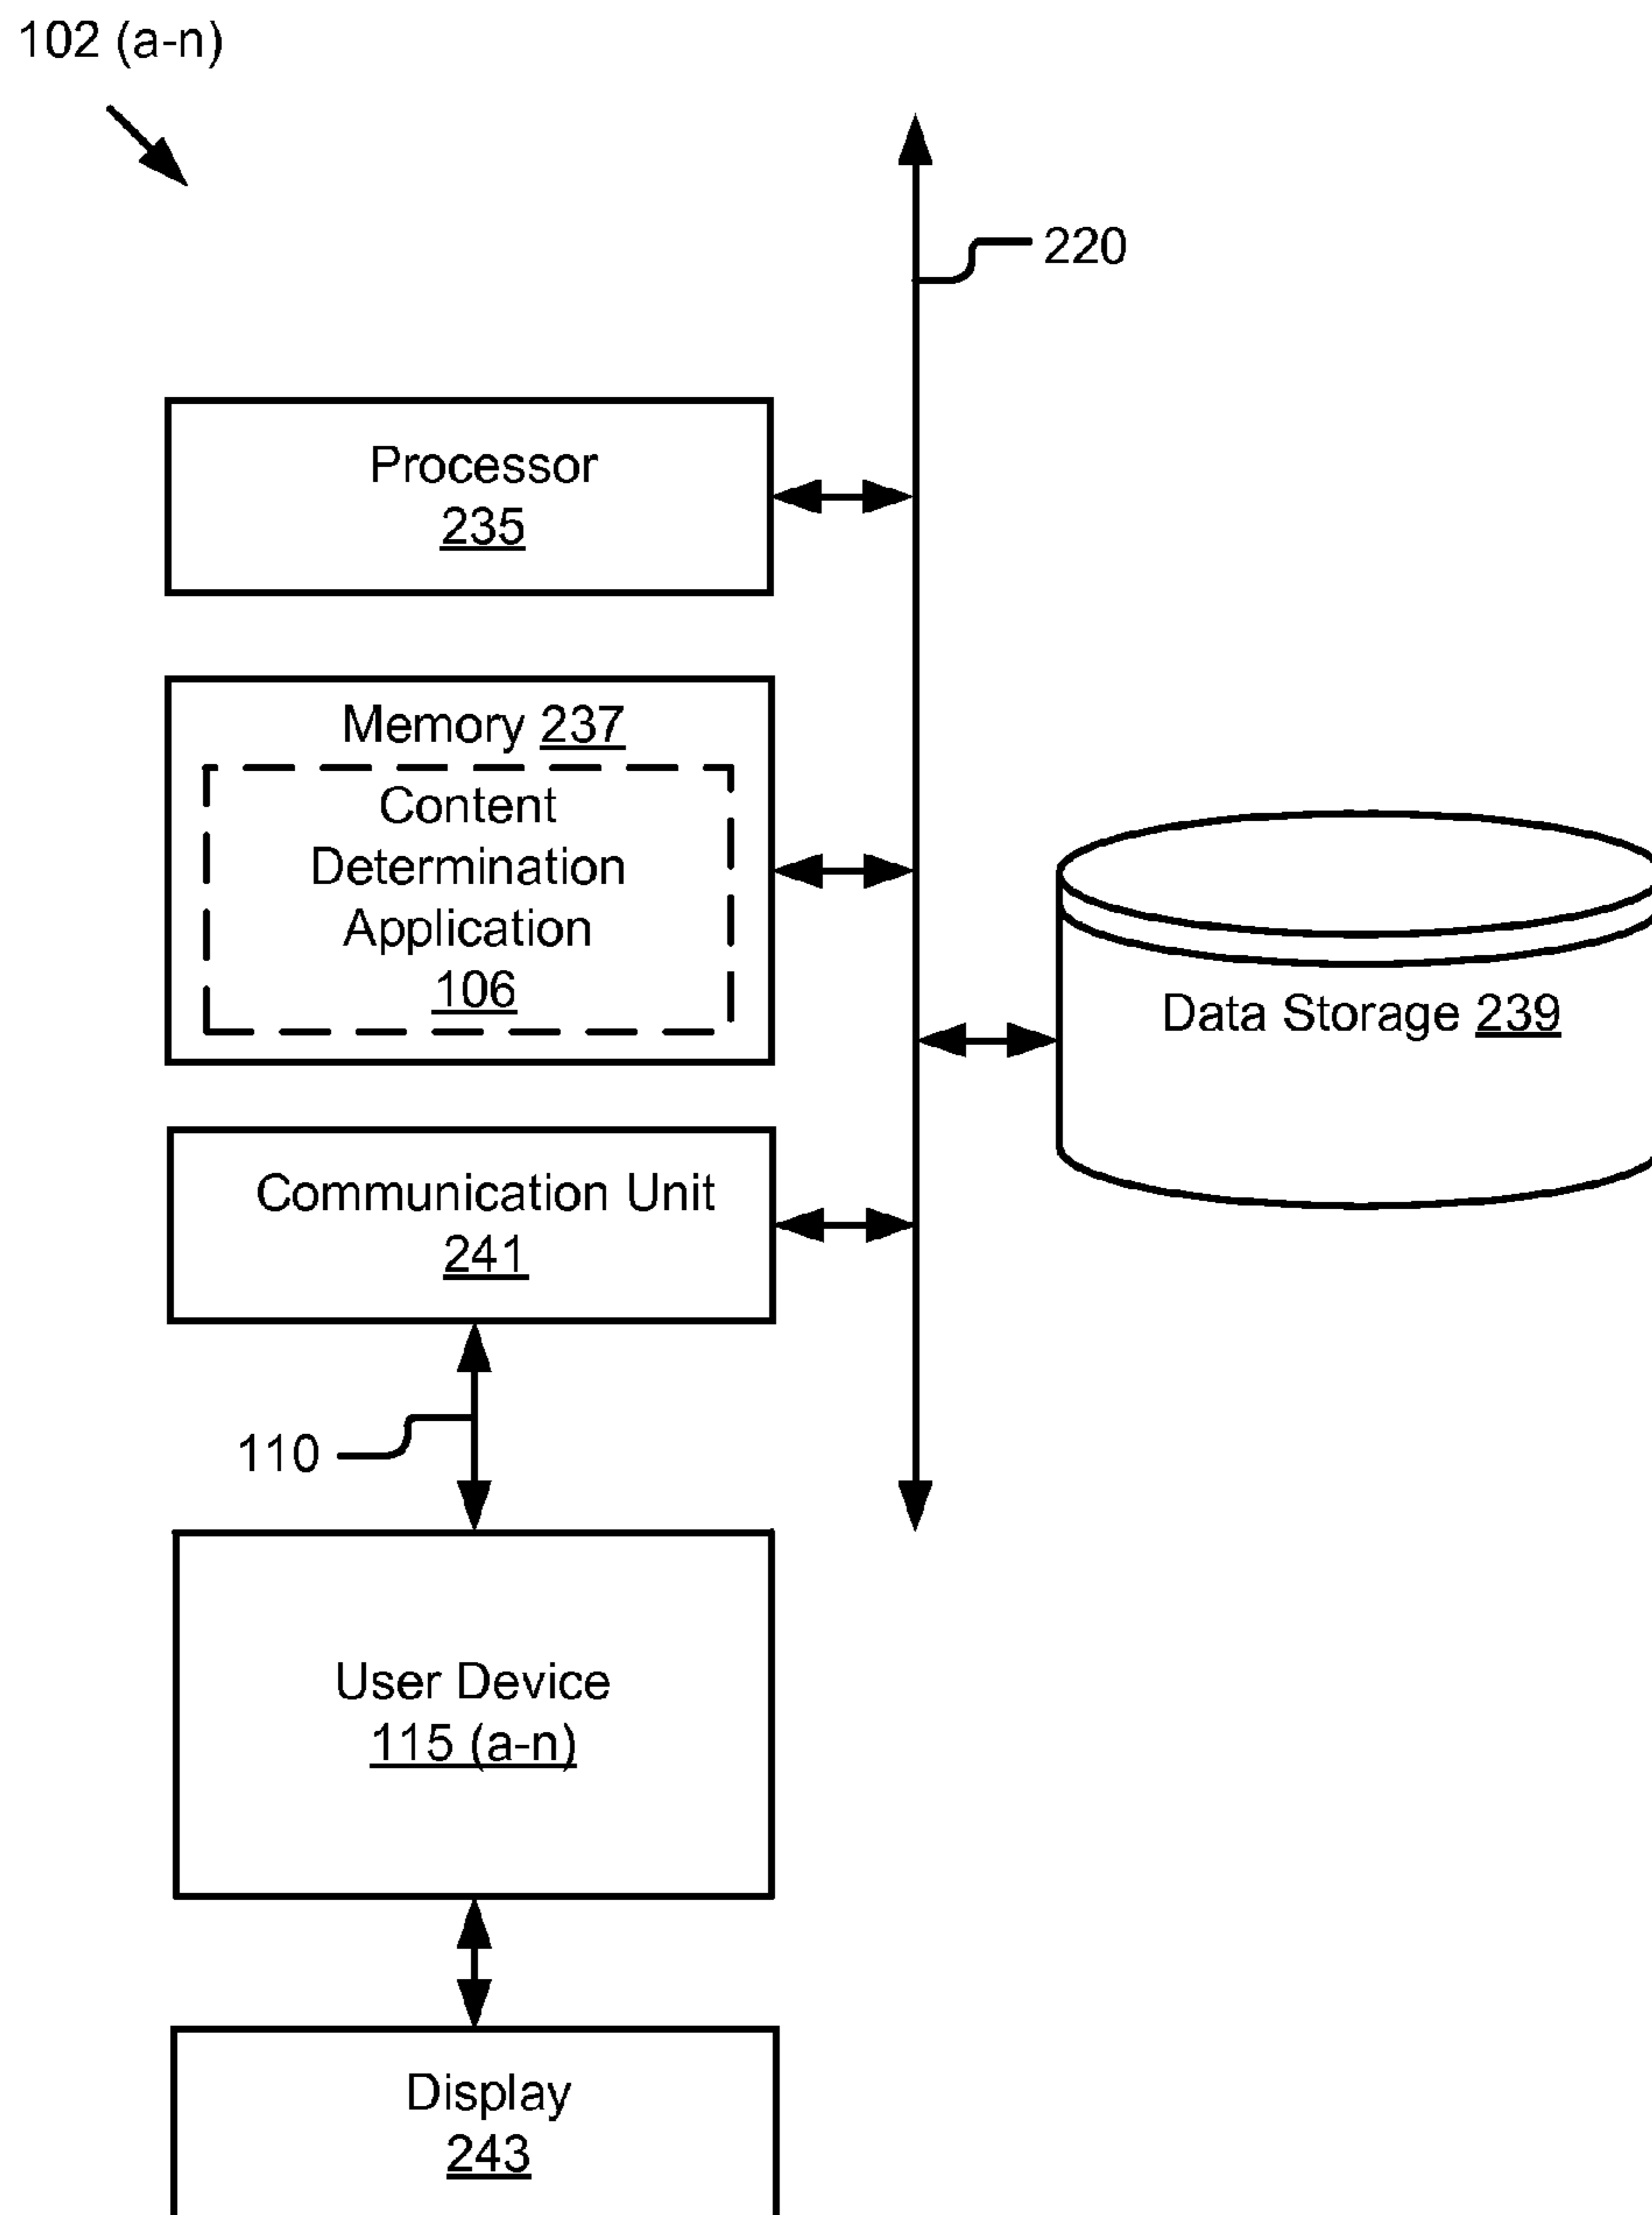 102 (a-n)
220
Processor
235
Memory 237
Content
Determination
Application
106
Data Storage 239
Communication Unit
241
110
User Device
115 (a-n)
Display
243